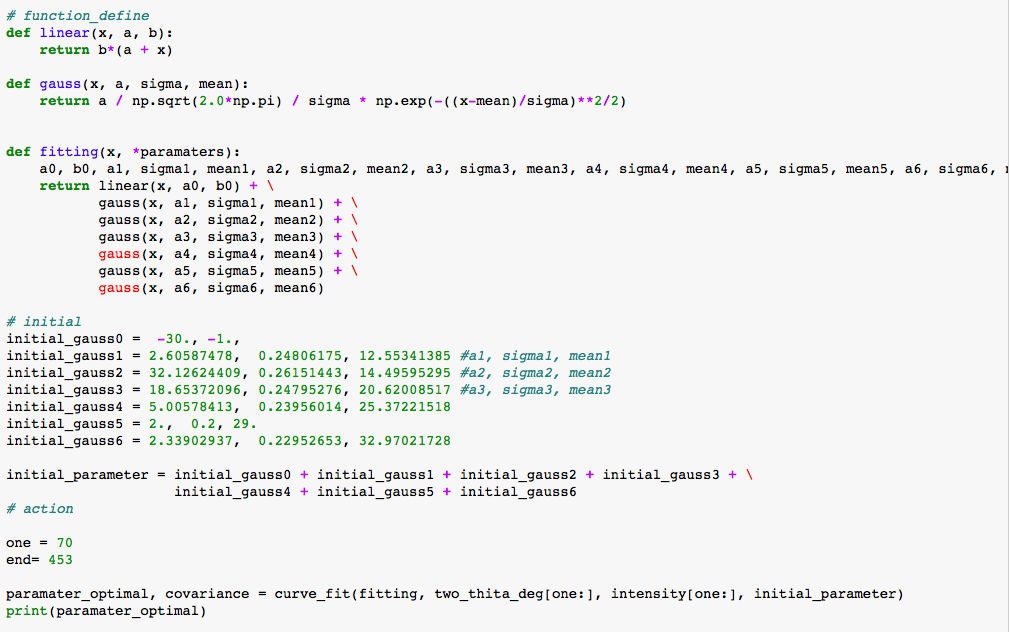 # function_define
def linear(x, a, b):
    return b*(a + x)
def gauss(x, a, sigma, mean):
    return a / np.sqrt(2.0*np.pi) / sigma * np.exp(-((x-mean)/sigma)**2/2)
def fitting(x, *paramaters):
    a0, b0, a1, sigma1, mean1, a2, sigma2, mean2, a3, sigma3, mean3, a4, sigma4, mean4, a5, sigma5, mean5, a6, sigma6,
    return linear(x, a0, b0) + \
           gauss(x, a1, sigma1, mean1) + \
           gauss(x, a2, sigma2, mean2) + \
           gauss(x, a3, sigma3, mean3) + \
           gauss(x, a4, sigma4, mean4) + \
           gauss(x, a5, sigma5, mean5) + \
           gauss(x, a6, sigma6, mean6)
# initial
initial_gauss0 =  -30., -1.,
initial_gauss1 = 2.60587478,  0.24806175, 12.55341385 #a1, sigma1, mean1
initial_gauss2 = 32.12624409, 0.26151443, 14.49595295 #a2, sigma2, mean2
initial_gauss3 = 18.65372096, 0.24795276, 20.62008517 #a3, sigma3, mean3
initial_gauss4 = 5.00578413,  0.23956014, 25.37221518
initial_gauss5 = 2.,  0.2, 29.
initial_gauss6 = 2.33902937,  0.22952653, 32.97021728
initial_parameter = initial_gauss0 + initial_gauss1 + initial_gauss2 + initial_gauss3 + \
                    initial_gauss4 + initial_gauss5 + initial_gauss6
# action
one = 70
end= 453
paramater_optimal, covariance = curve_fit(fitting, two_thita_deg[one:], intensity[one:], initial_parameter)
print(paramater_optimal)